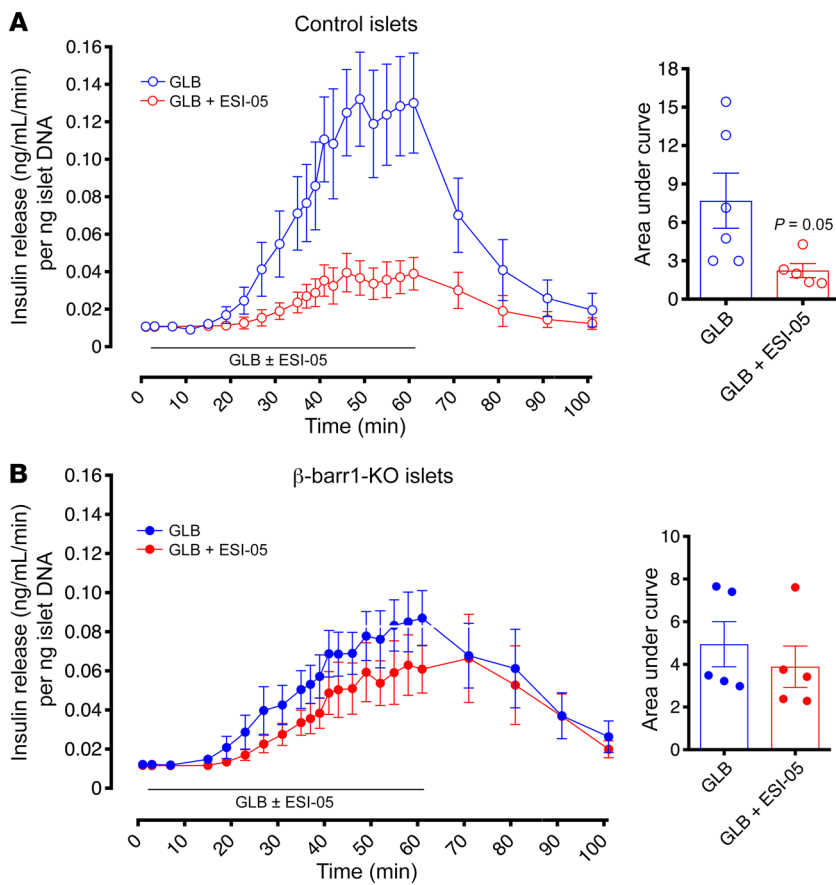 A
Control islets
Insulin release (ng/mL/min)
per ng islet DNA
0.16
0.14
0.12
0.10
0.08
0.06
0.04
0.02
0
GLB
GLB + ESI-05
GLB ± ESI-05
0 10 20 30 40 50 60 70 80 90 100
Time (min)
Area under curve
18
15
12
9
6
3
0
P = 0.05
GLB
GLB + ESI-05
B
β-barr1-KO islets
Insulin release (ng/mL/min)
per ng islet DNA
0.16
0.14
0.12
0.10
0.08
0.06
0.04
0.02
0
GLB
GLB + ESI-05
GLB ± ESI-05
0 10 20 30 40 50 60 70 80 90 100
Time (min)
Area under curve
10
8
6
4
2
0
GLB
GLB + ESI-05